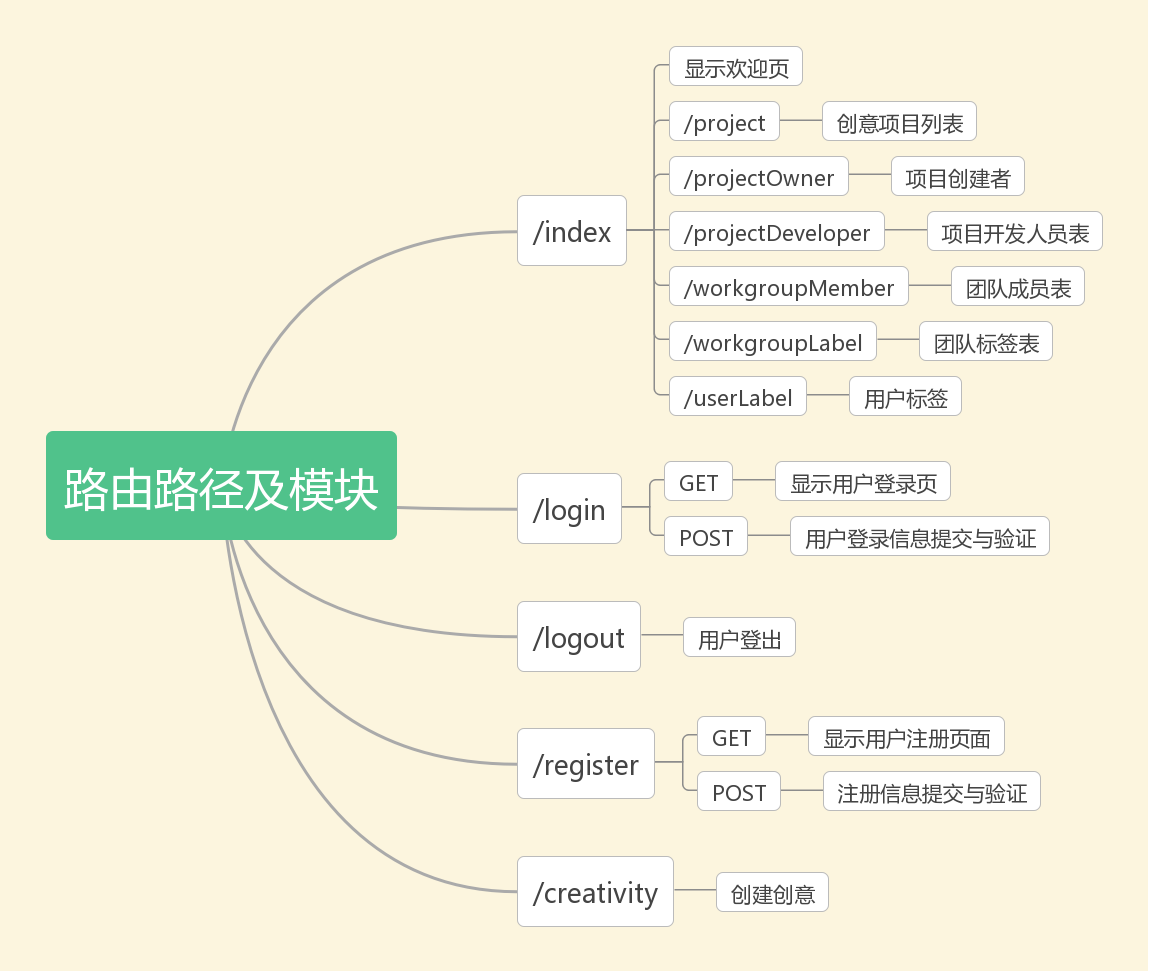 路由路径及模块
/index
显示欢迎页
/project
创意项目列表
/projectOwner
项目创建者
/projectDeveloper
项目开发人员表
/workgroupMember
团队成员表
/workgroupLabel
团队标签表
/userLabel
用户标签
/login
GET
显示用户登录页
POST
用户登录信息提交与验证
/logout
用户登出
/register
GET
显示用户注册页面
POST
注册信息提交与验证
/creativity
创建创意